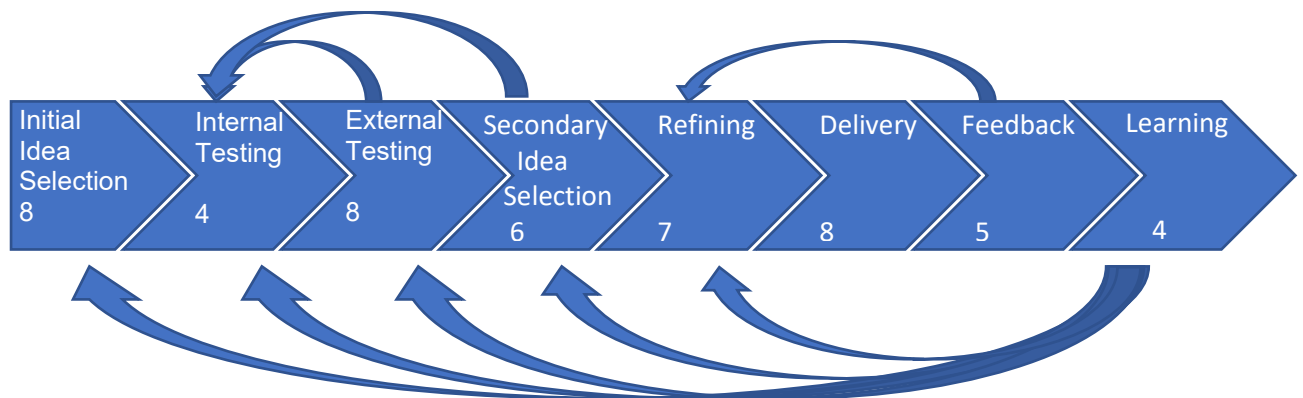 Initial
Idea
Selection
8
Internal
Testing
4
External
Testing
8
Secondary
Idea
Selection
6
Refining
7
Delivery
8
Feedback
5
Learning
4